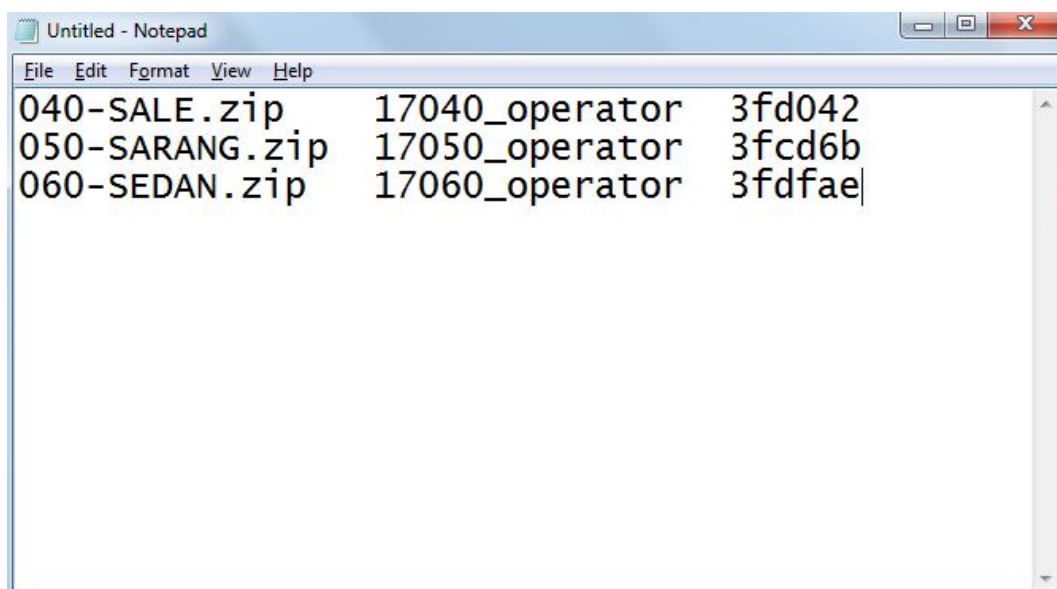 Untitled - Notepad
File Edit Format View Help
040-SALE.zip 17040_operator 3fd042
050-SARANG.zip 17050_operator 3fcd6b
060-SEDAN.zip 17060_operator 3fdfae